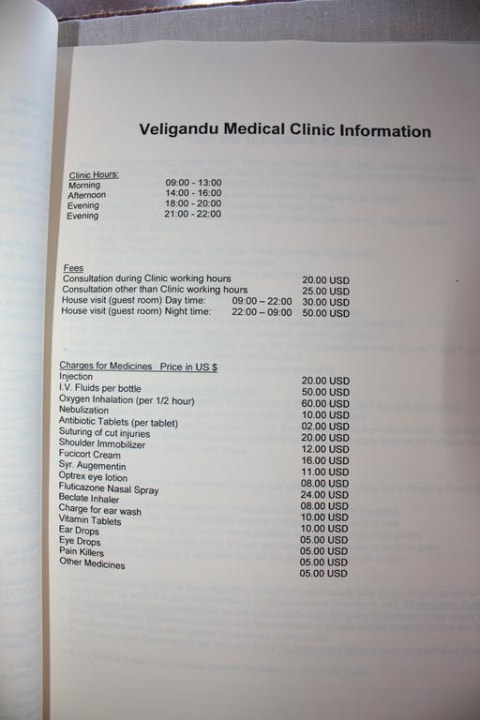 Veligandu Medical Clinic Information
Clinic Hours:
Morning 09:00 - 13:00
Afternoon 14:00 - 16:00
Evening 18:00 - 20:00
Evening 21:00 - 22:00
Fees
Consultation during Clinic working hours 20.00 USD
Consultation other than Clinic working hours 25.00 USD
House visit (guest room) Day time: 09:00 – 22:00 30.00 USD
House visit (guest room) Night time: 22:00 – 09:00 50.00 USD
Charges for Medicines Price in US $
Injection 20.00 USD
I.V. Fluids per bottle 50.00 USD
Oxygen Inhalation (per 1/2 hour) 60.00 USD
Nebulization 10.00 USD
Antibiotic Tablets (per tablet) 02.00 USD
Suturing of cut injuries 20.00 USD
Shoulder Immobilizer 12.00 USD
Fucicort Cream 16.00 USD
Syr. Augementin 11.00 USD
Optrex eye lotion 08.00 USD
Fluticazone Nasal Spray 24.00 USD
Beclate Inhaler 08.00 USD
Charge for ear wash 10.00 USD
Vitamin Tablets 10.00 USD
Ear Drops 05.00 USD
Eye Drops 05.00 USD
Pain Killers 05.00 USD
Other Medicines 05.00 USD